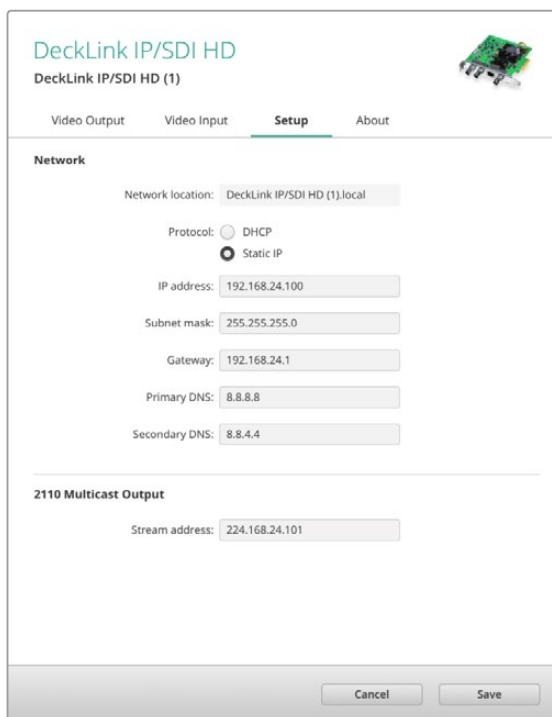 DeckLink IP/SDI HD
DeckLink IP/SDI HD (1)
Video Output Video Input Setup About
Network
Network location: DeckLink IP/SDI HD (1).local
Protocol: DHCP
Static IP
IP address: 192.168.24.100
Subnet mask: 255.255.255.0
Gateway: 192.168.24.1
Primary DNS: 8.8.8.8
Secondary DNS: 8.8.4.4
2110 Multicast Output
Stream address: 224.168.24.101
Cancel Save